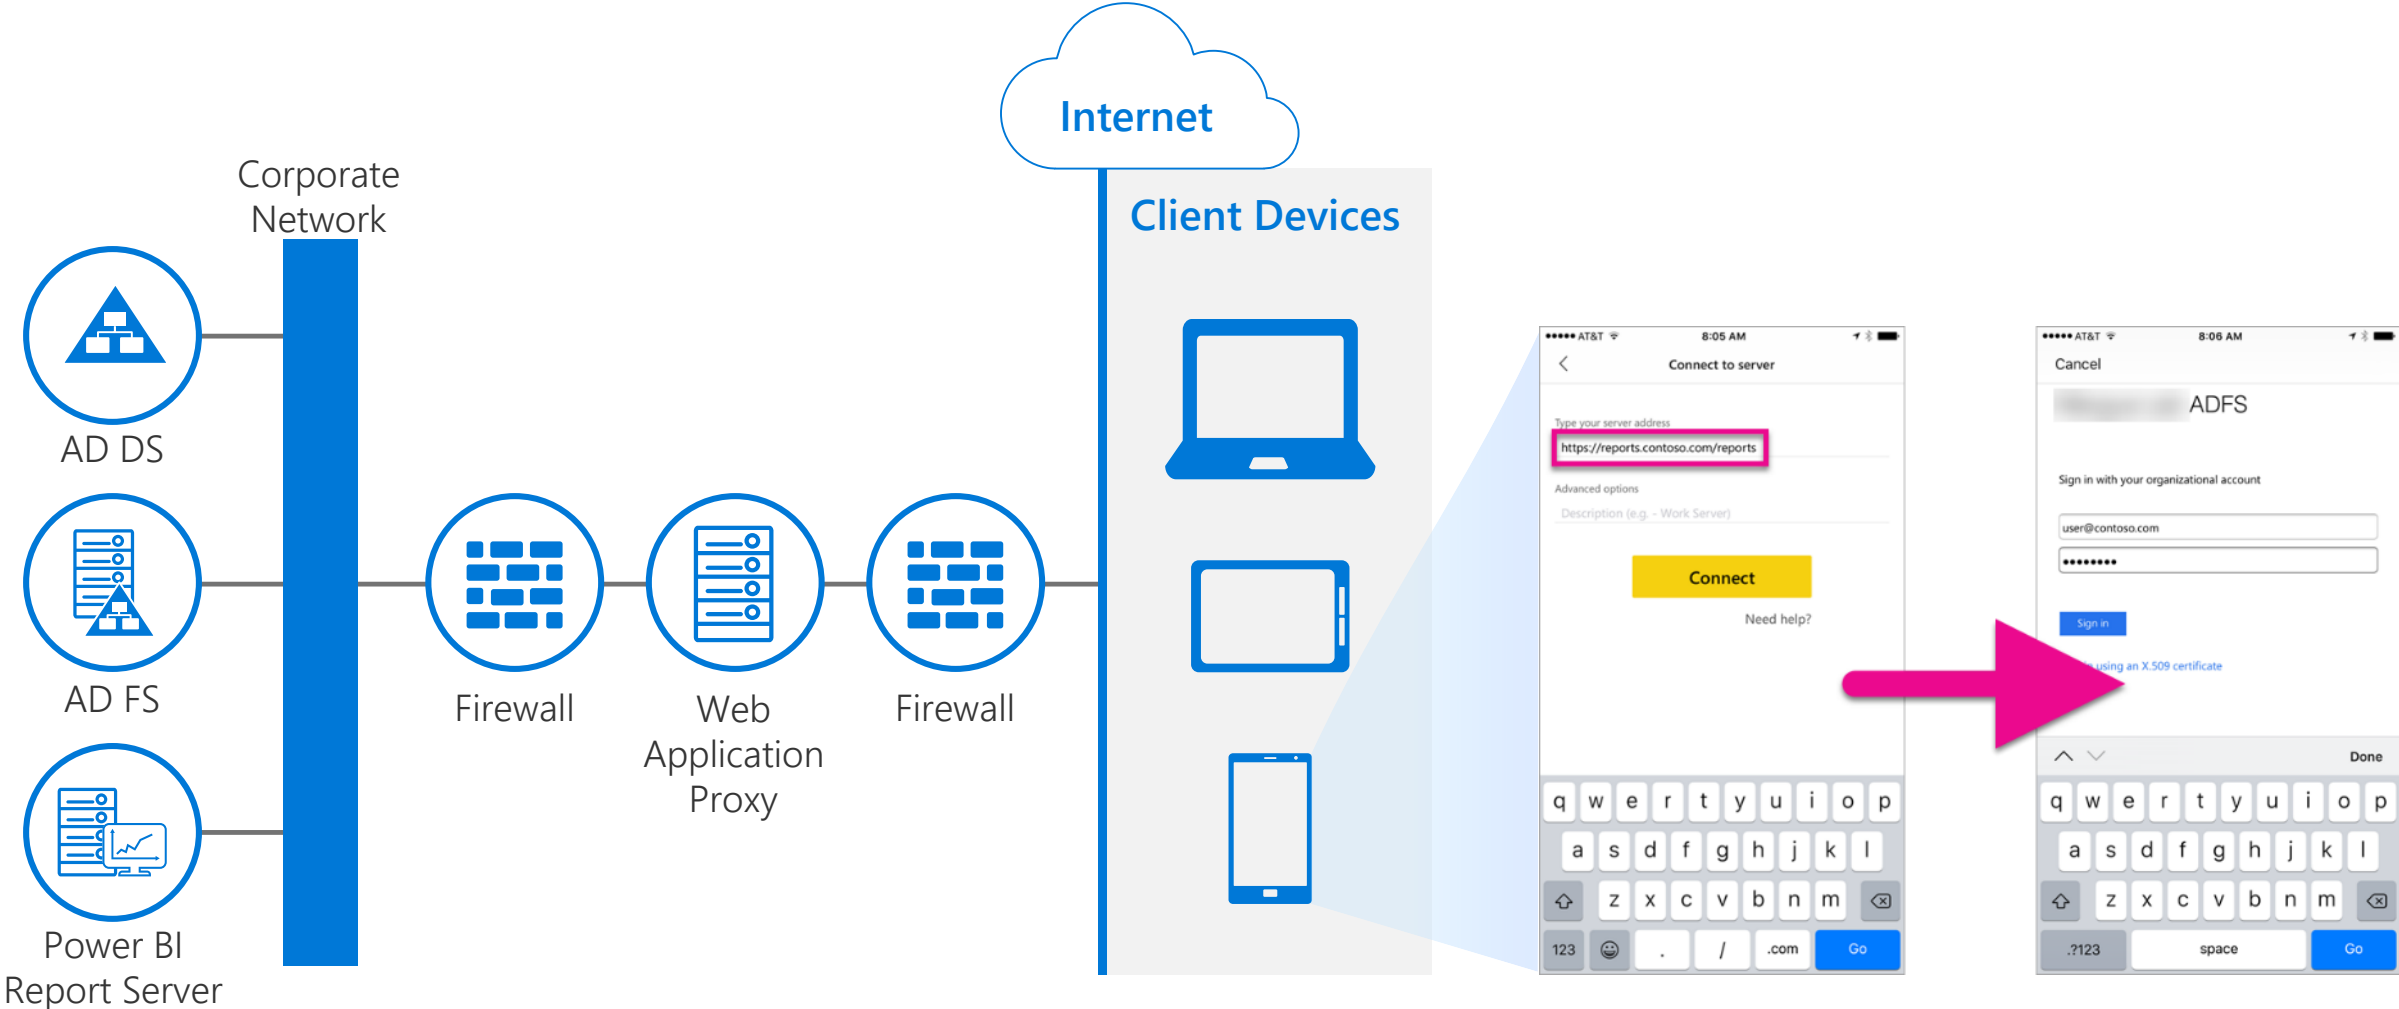 Internet
Corporate
Network
Client Devices
AD DS
AD FS
Power BI
Report Server
Firewall
Web
Application
Proxy
Firewall
AT&T
8:05 AM
Connect to server
Type your server address
https://reports.contoso.com/reports
Advanced options
Description (e.g. - Work Server)
Connect
Need help?
q w e r t y u i o p
a s d f g h j k l
z x c v b n m
123 . / .com Go
AT&T
8:06 AM
Cancel
ADFS
Sign in with your organizational account
user@contoso.com
Sign in
using an X.509 certificate
Done
q w e r t y u i o p
a s d f g h j k l
z x c v b n m
.?123 space Go